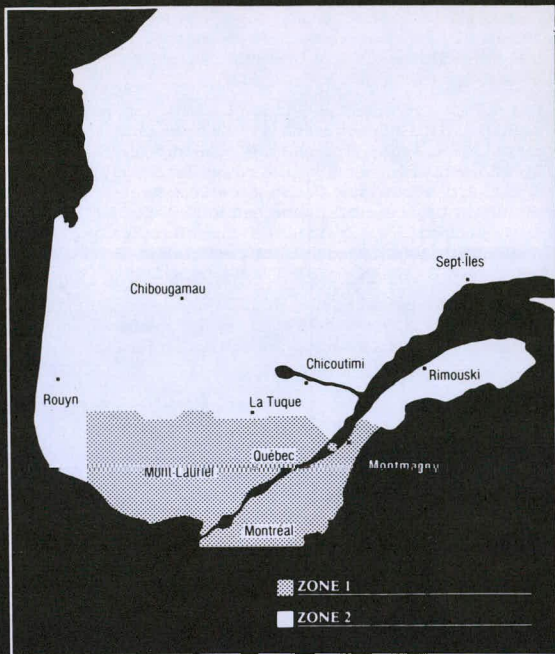 Sept-Îles
Chibougamau
Chicoutimi
Rimouski
Rouyn
La Tuque
Québec
Mont-Laurier
Montmagny
Montréal
ZONE 1
ZONE 2